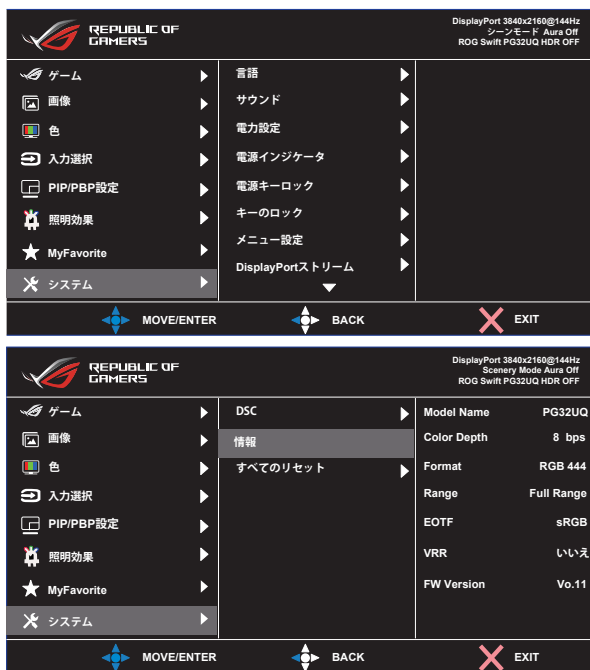 REPUBLIC OF
GAMERS
DisplayPort 3840x2160@144Hz
シーンモード Aura Off
ROG Swift PG32UQ HDR OFF
ゲーム
画像
色
入力選択
PIP/PBP設定
照明効果
MyFavorite
システム
言語
サウンド
電力設定
電源インジケータ
電源キーロック
キーのロック
メニュー設定
DisplayPortストリーム
MOVE/ENTER
BACK
EXIT
REPUBLIC OF
GAMERS
DisplayPort 3840x2160@144Hz
Scenery Mode Aura Off
ROG Swift PG32UQ HDR OFF
ゲーム
画像
色
入力選択
PIP/PBP設定
照明効果
MyFavorite
システム
DSC
情報
すべてのリセット
Model Name PG32UQ
Color Depth 8 bps
Format RGB 444
Range Full Range
EOTF sRGB
VRR いいえ
FW Version Vo.11
MOVE/ENTER
BACK
EXIT